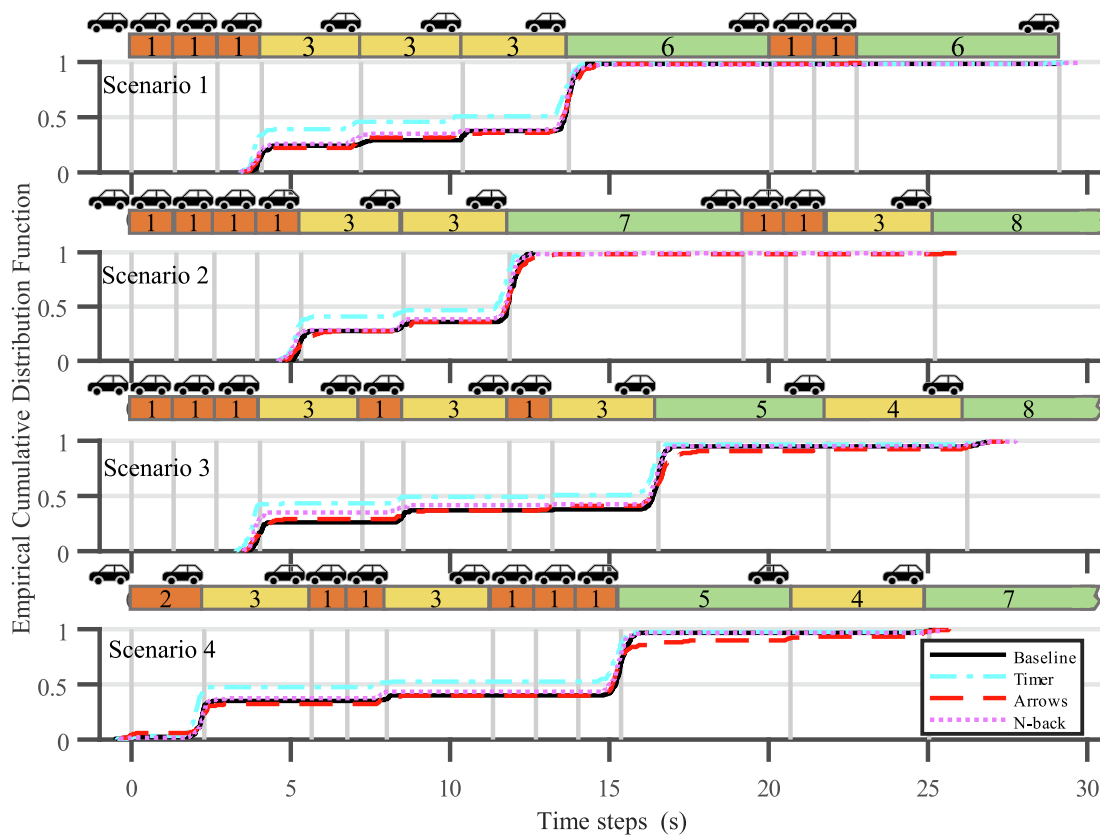 1 1 1 3 3 3 6 1 1 6
1
Scenario 1
0.5
0
1 1 1 1 3 3 7 1 1 3 8
1
Scenario 2
0.5
0
1 1 1 3 1 3 1 3 5 4 8
1
Scenario 3
0.5
0
2 3 1 1 3 1 1 1 5 4 7
1
Scenario 4
0.5
0
Baseline
Timer
Arrows
N-back
0 5 10 15 20 25 30
Time steps (s)
Empirical Cumulative Distribution Function